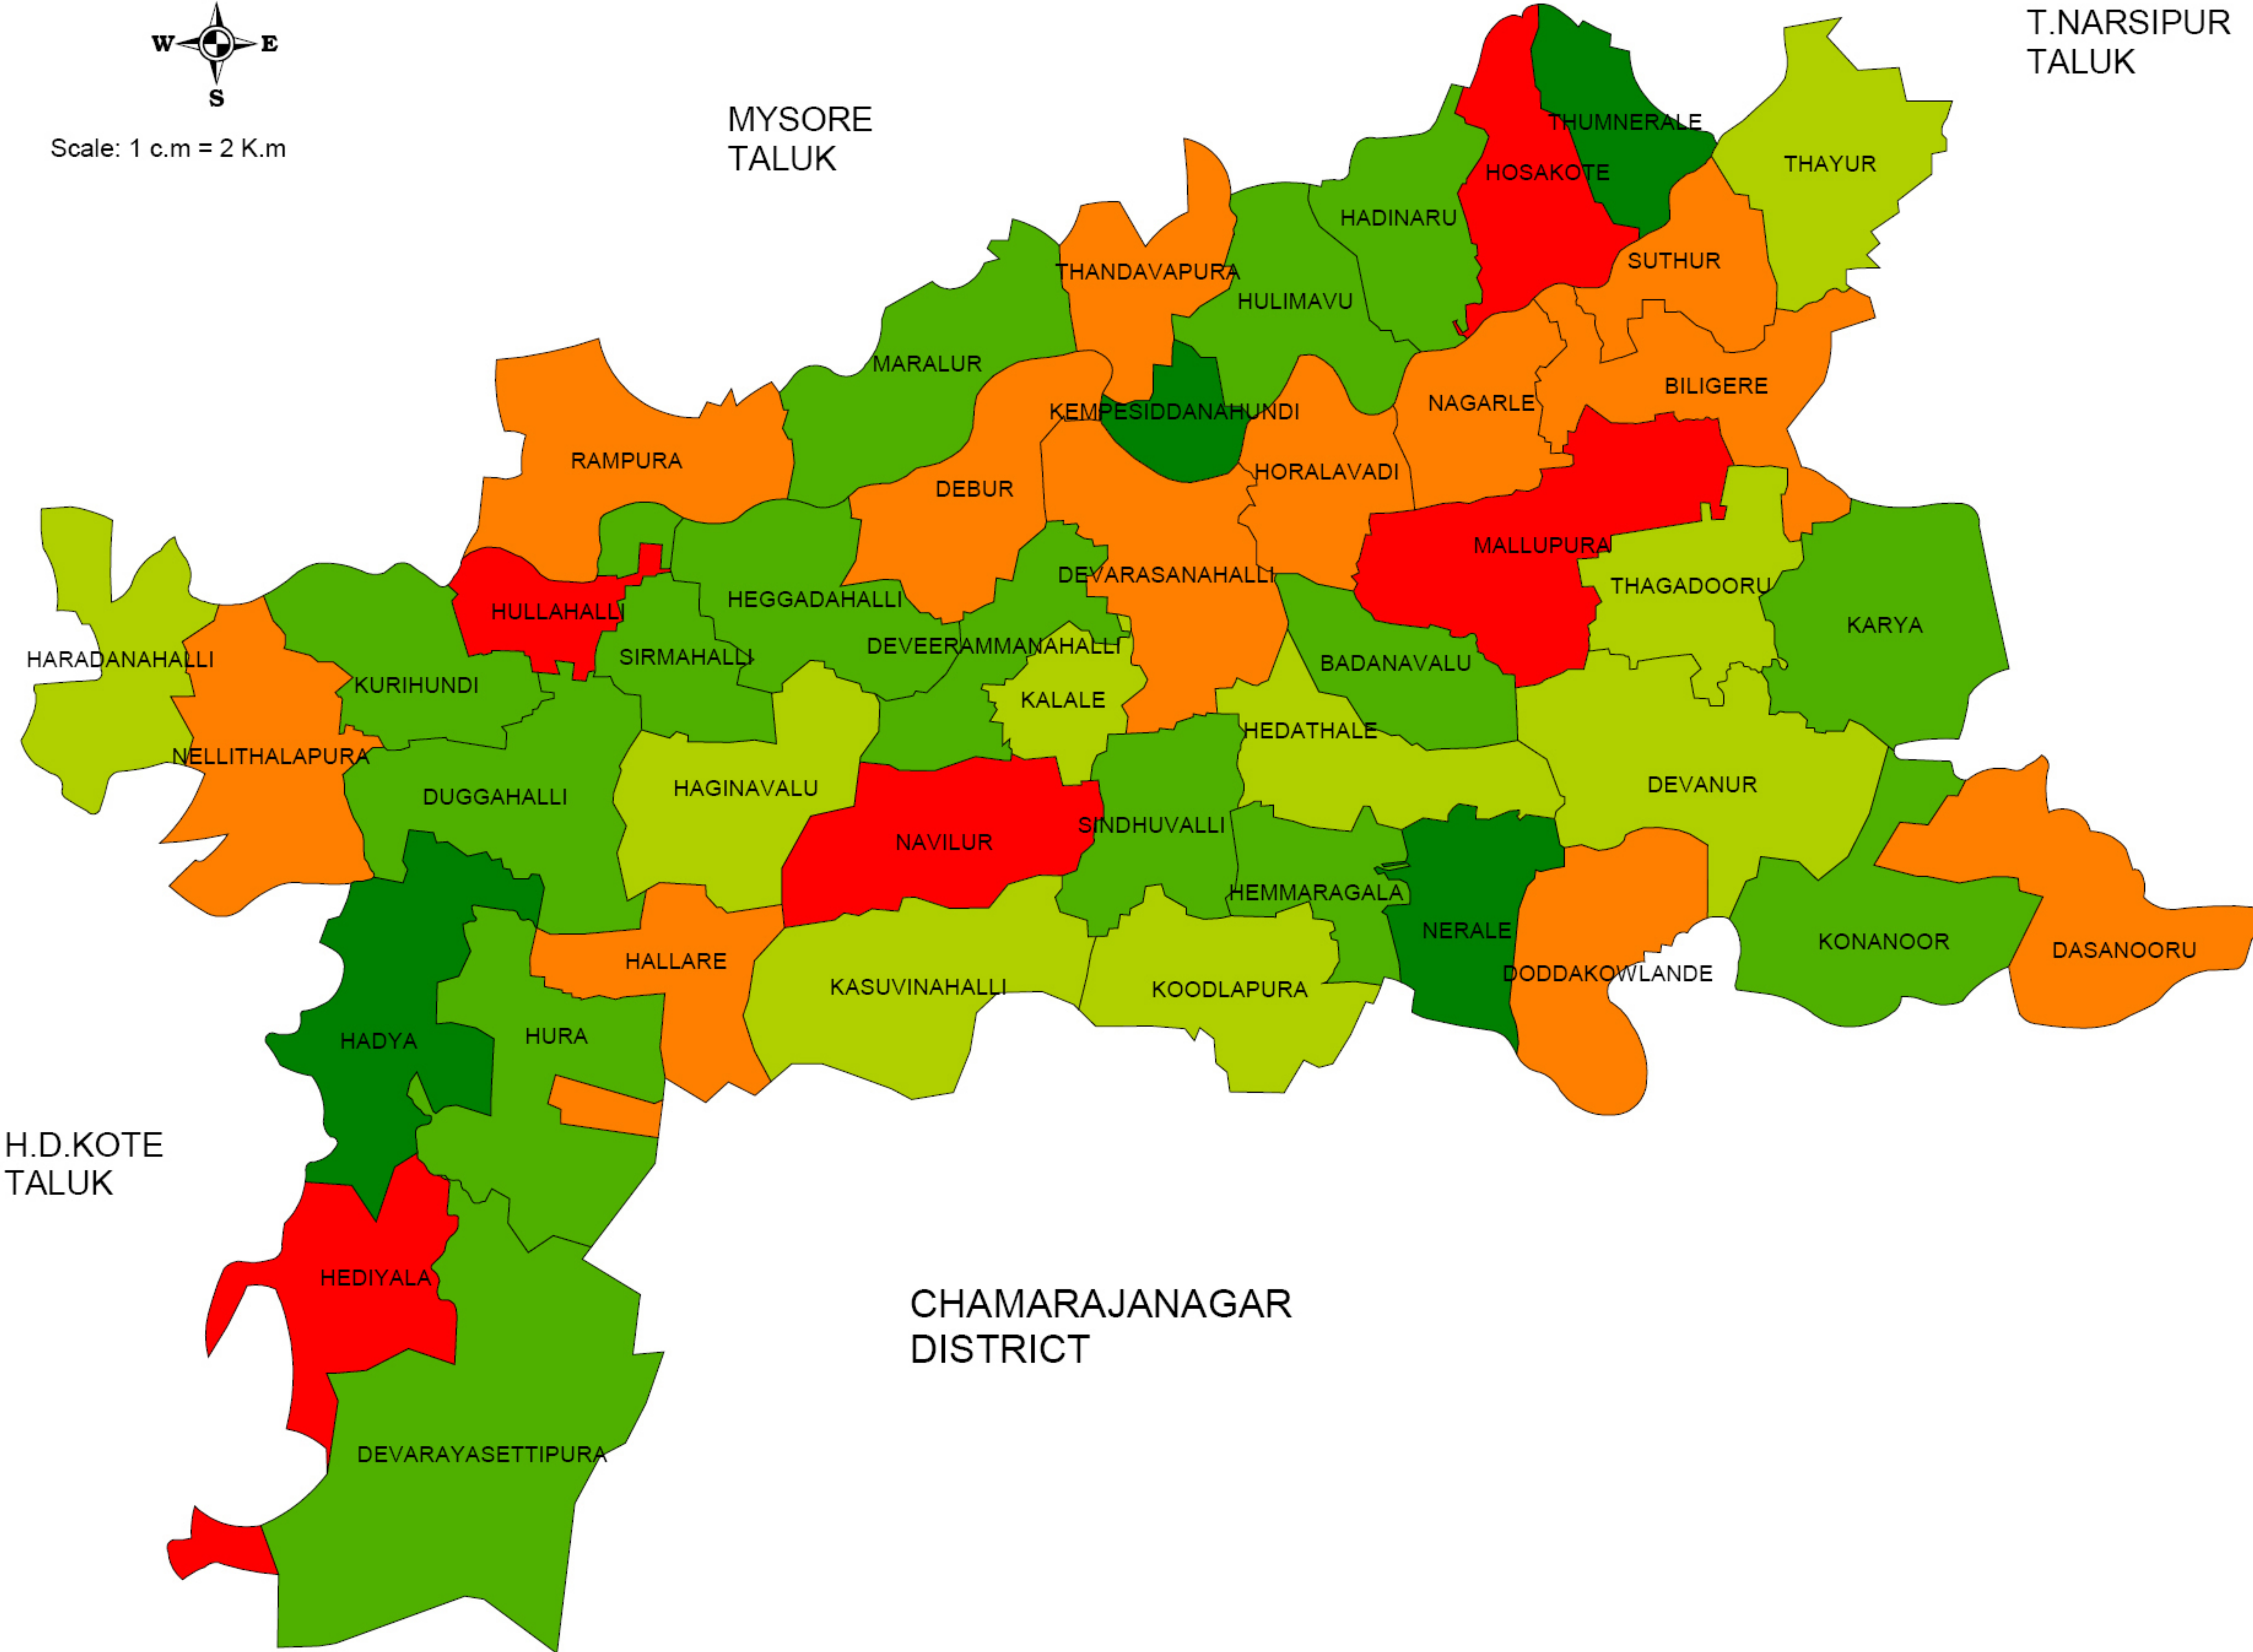 W E
S
Scale: 1 c.m = 2 K.m
MYSORE
TALUK
T.NARSIPUR
TALUK
THUMNERALE
THAYUR
HOSAKOTE
HADINARU
SUTHUR
THANDAVAPURA
HULIMAVU
MARALUR
BILIGERE
NAGARLE
KEMPESIDDANAHUNDI
RAMPURA
HORALAVADI
DEBUR
MALLUPURA
DEVARASANAHALLI
THAGADOORU
HEGGADAHALLI
HULLAHALLI
KARYA
DEVEERAMMANAHALLI
SIRMAHALLI
HARADANAHALLI
BADANAVALU
KURIHUNDI
KALALE
HEDATHALE
NELLITHALAPURA
DEVANUR
HAGINAVALU
DUGGAHALLI
SINDHUVALLI
NAVILUR
HEMMARAGALA
NERALE
KONANOOR
DASANOORU
HALLARE
DODDAKOWLANDE
KASUVINAHALLI
KOODLAPURA
HURA
HADYA
H.D.KOTE
TALUK
HEDIYALA
CHAMARAJANAGAR
DISTRICT
DEVARAYASETTIPURA